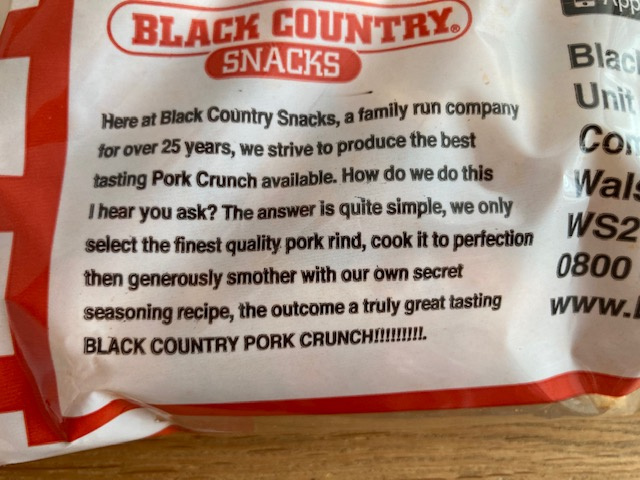 BLACK COUNTRY®
SNACKS
Here at Black Country Snacks, a family run company
for over 25 years, we strive to produce the best
tasting Pork Crunch available. How do we do this
I hear you ask? The answer is quite simple, we only
select the finest quality pork rind, cook it to perfection
then generously smother with our own secret
seasoning recipe, the outcome a truly great tasting
BLACK COUNTRY PORK CRUNCH!!!!!!!!!.
Unit
WS2
0800